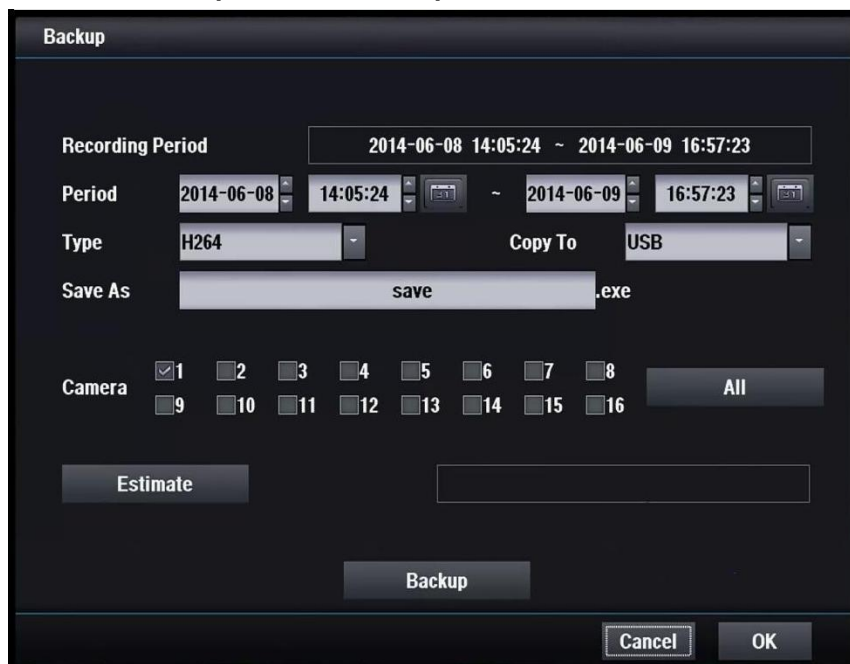 Backup
Recording Period 2014-06-08 14:05:24 ~ 2014-06-09 16:57:23
Period 2014-06-08 14:05:24 ~ 2014-06-09 16:57:23
Type H264 Copy To USB
Save As save .exe
1 2 3 4 5 6 7 8
Camera All
9 10 11 12 13 14 15 16
Estimate
Backup
Cancel OK